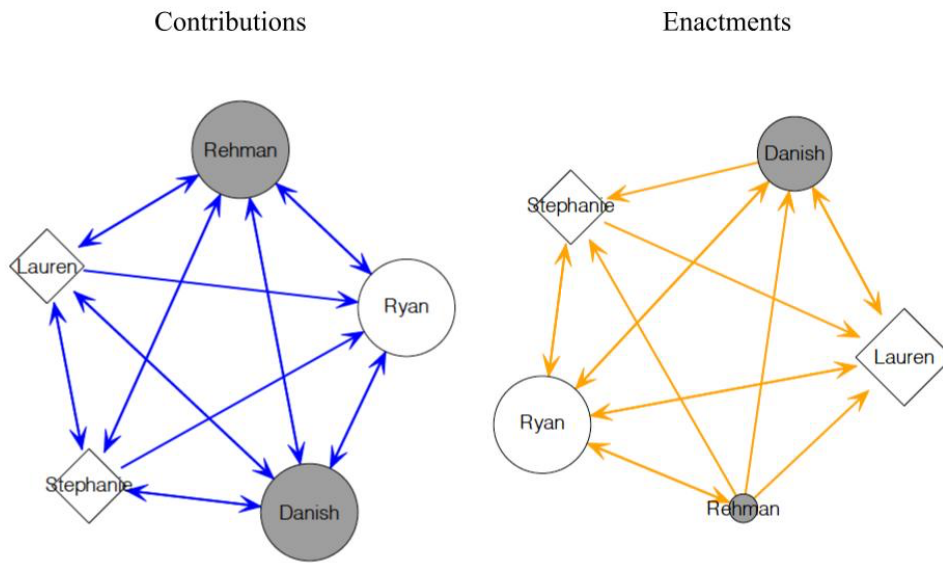 Contributions
Enactments
Rehman
Lauren
Ryan
Stephanie
Danish
Danish
Stephanie
Lauren
Ryan
Rehman